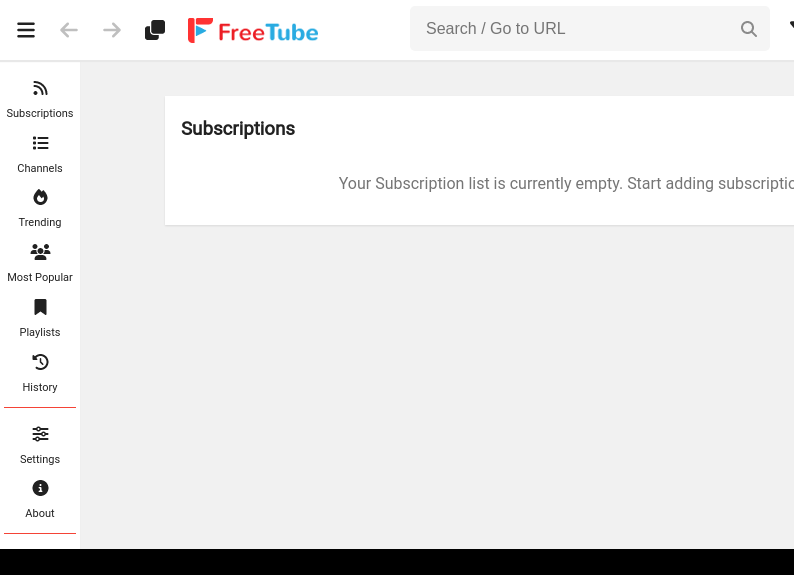 FreeTube
Search / Go to URL
Subscriptions
Channels
Trending
Most Popular
Playlists
History
Settings
About
Subscriptions
Your Subscription list is currently empty. Start adding subscriptio